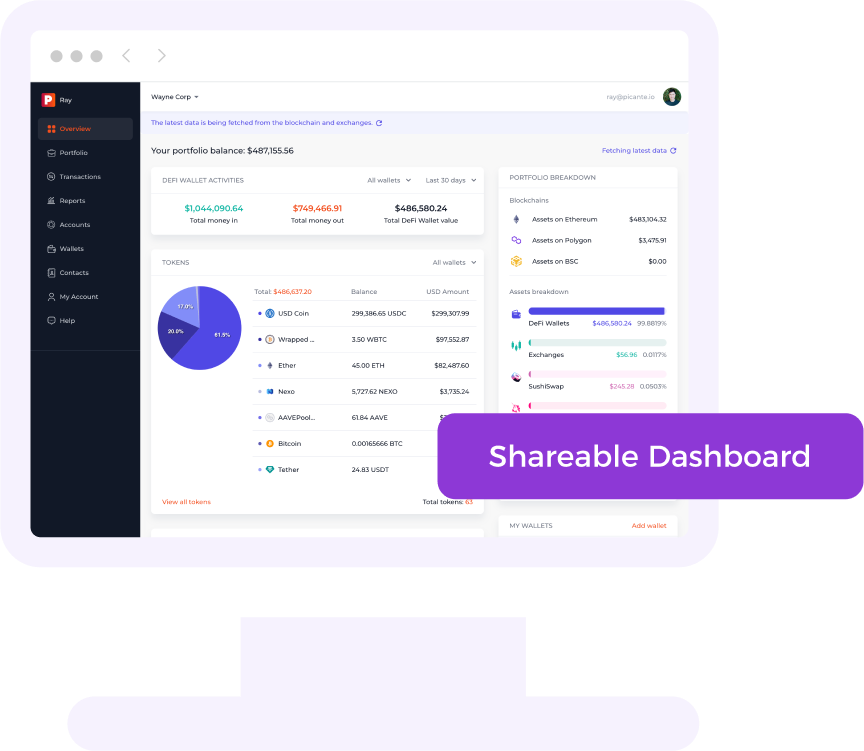 P Ray
Overview
Portfolio
Transactions
Reports
Accounts
Wallets
Contacts
My Account
Help
Wayne Corp
ray@picante.io
The latest data is being fetched from the blockchain and exchanges.
Your portfolio balance: $487,155.56
Fetching latest data
DEFI WALLET ACTIVITIES All wallets Last 30 days
$1,044,090.64 $749,466.91 $486,580.24
Total money in Total money out Total DeFi Wallet value
TOKENS All wallets
17.0%
20.0%
61.5%
Total: $486,637.20 Balance USD Amount
USD Coin 299,386.65 USDC $299,307.99
Wrapped ... 3.50 WBTC $97,552.87
Ether 45.00 ETH $82,487.60
Nexo 5,727.62 NEXO $3,735.24
AAVEPool... 61.84 AAVE
Bitcoin 0.00165666 BTC
Tether 24.83 USDT
View all tokens Total tokens: 63
PORTFOLIO BREAKDOWN
Blockchains
Assets on Ethereum $483,104.32
Assets on Polygon $3,475.91
Assets on BSC $0.00
Assets breakdown
DeFi Wallets $486,580.24 99.8819%
Exchanges $56.96 0.0117%
SushiSwap $245.28 0.0503%
Shareable Dashboard
MY WALLETS Add wallet